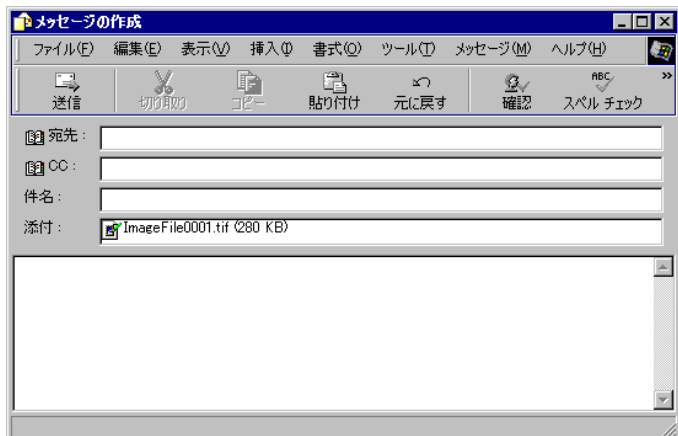 メッセージの作成
ファイル(F) 編集(E) 表示(V) 挿入(I) 書式(O) ツール(T) メッセージ(M) ヘルプ(H)
送信 切り取り コピー 貼り付け 元に戻す 確認 ABC スペル チェック »
宛先:
CC:
件名:
添付: ImageFile0001.tif (280 KB)